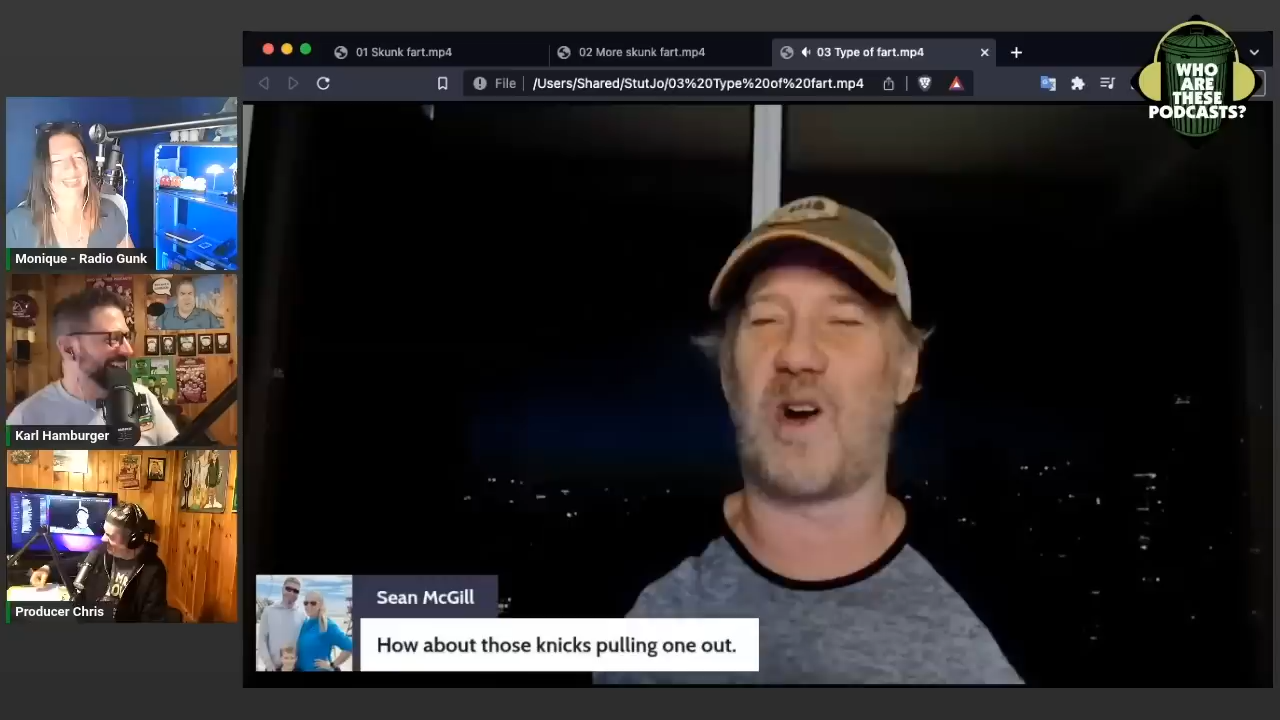 01 Skunk fart.mp4
02 More skunk fart.mp4
03 Type of fart.mp4
File
/Users/Shared/StutJo/03%20Type%20of%20fart.mp4
WHO
ARE
THESE
PODCASTS?
Monique - Radio Gunk
Karl Hamburger
Producer Chris
Sean McGill
How about those knicks pulling one out.